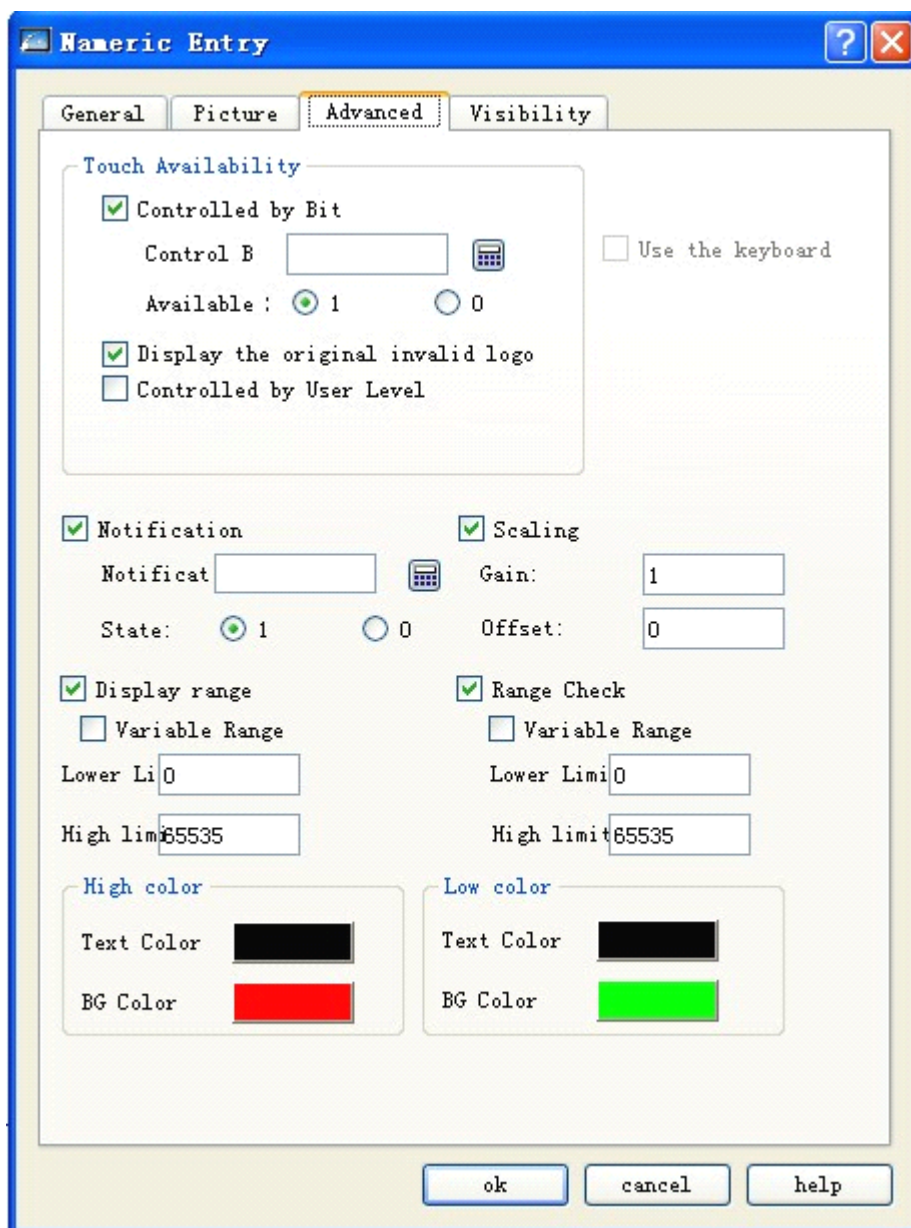 Nameric Entry
General Picture Advanced Visibility
Touch Availability
Controlled by Bit
Control B
Use the keyboard
Available : 1 0
Display the original invalid logo
Controlled by User Level
Notification Scaling
Notificat Gain: 1
State: 1 0 Offset: 0
Display range Range Check
Variable Range Variable Range
Lower Li 0 Lower Limi 0
High limi 65535 High limit 65535
High color Low color
Text Color Text Color
BG Color BG Color
ok cancel help